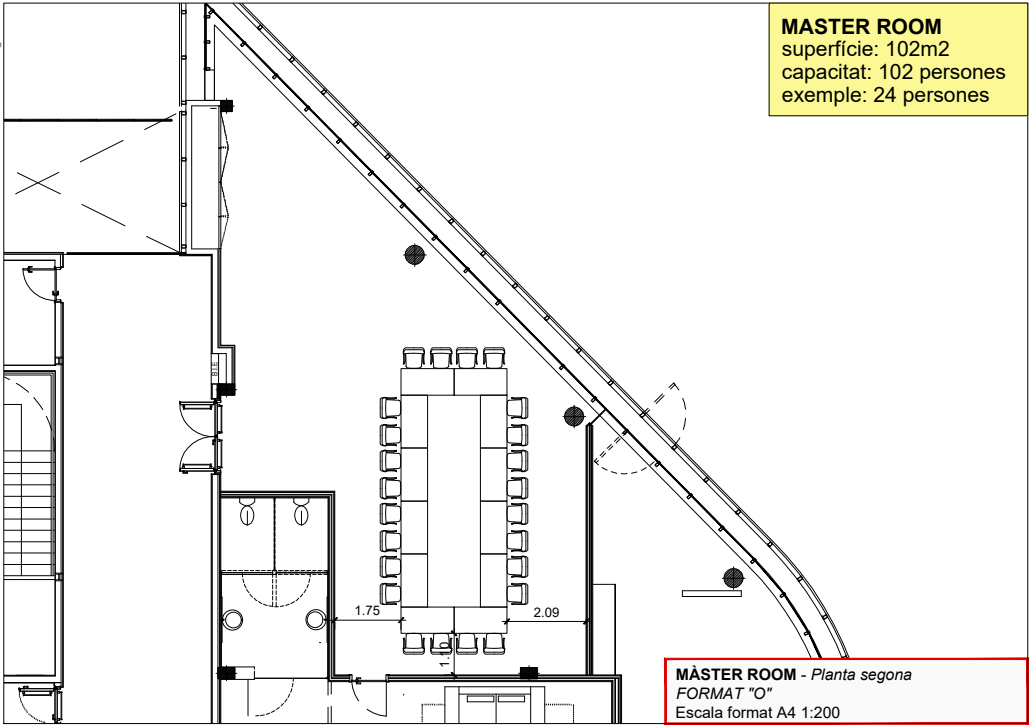 MASTER ROOM
superfície: 102m2
capacitat: 102 persones
exemple: 24 persones
BIE
1.75
2.09
1.10
MÀSTER ROOM - Planta segona
FORMAT "O"
Escala format A4 1:200